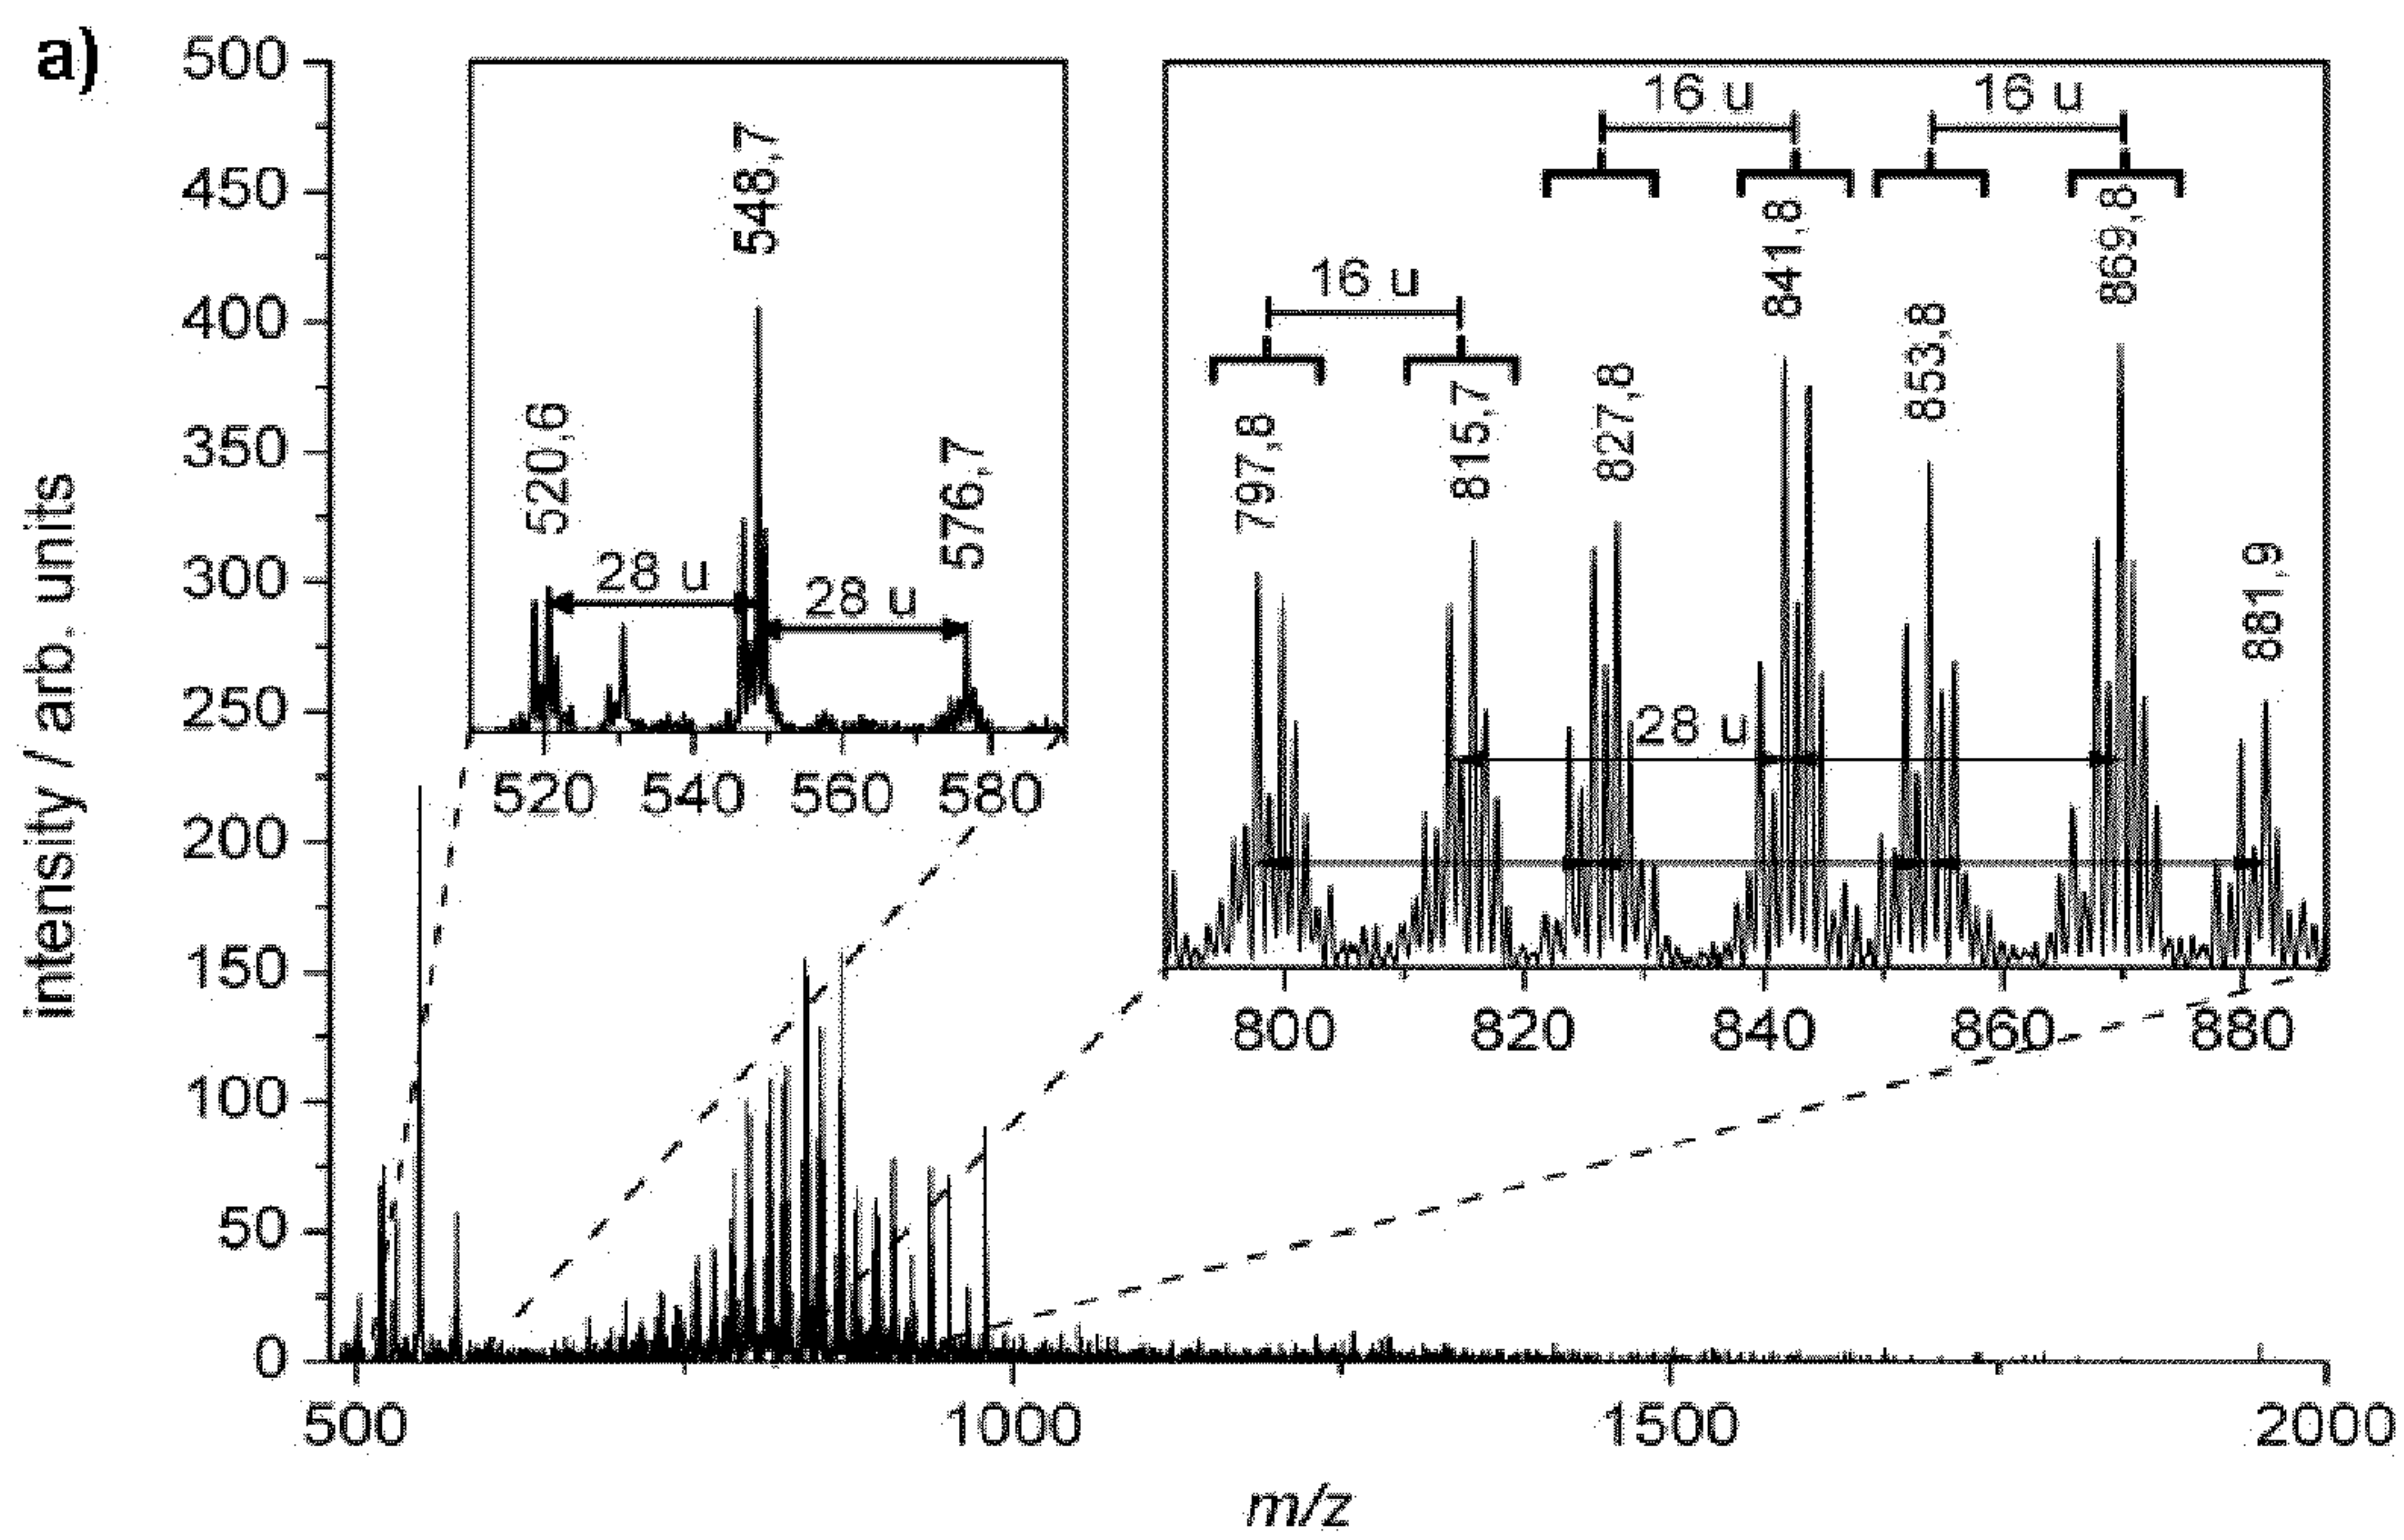 a)
intensity / arb. units
500
450
400
350
300
250
200
150
100
50
0
500 1000 1500 2000
m/z
520,6
548,7
576,7
28 u
28 u
520 540 560 580
16 u
16 u
16 u
797,8
815,7
827,8
841,8
853,8
869,8
881,9
28 u
800 820 840 860 880